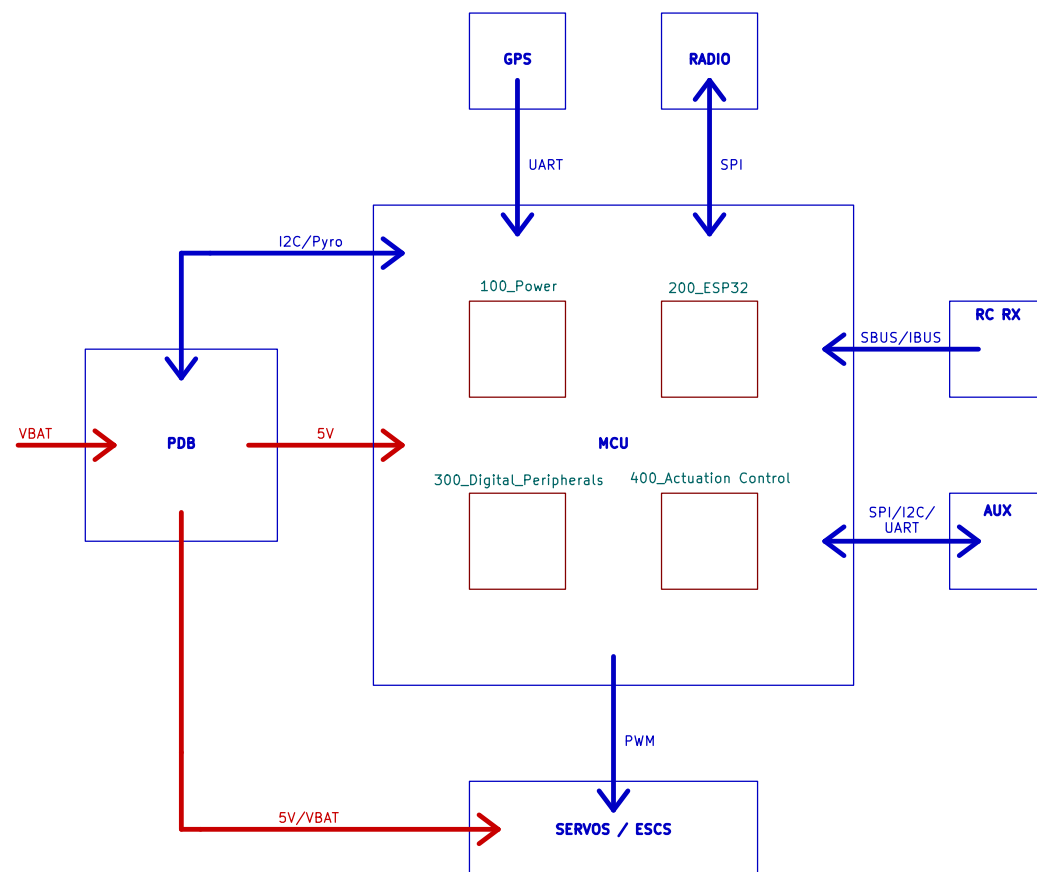 GPS
RADIO
UART
SPI
I2C/Pyro
100_Power
200_ESP32
RC RX
SBUS/IBUS
VBAT
PDB
5V
MCU
300_Digital_Peripherals
400_Actuation Control
SPI/I2C/
UART
AUX
PWM
5V/VBAT
SERVOS / ESCS